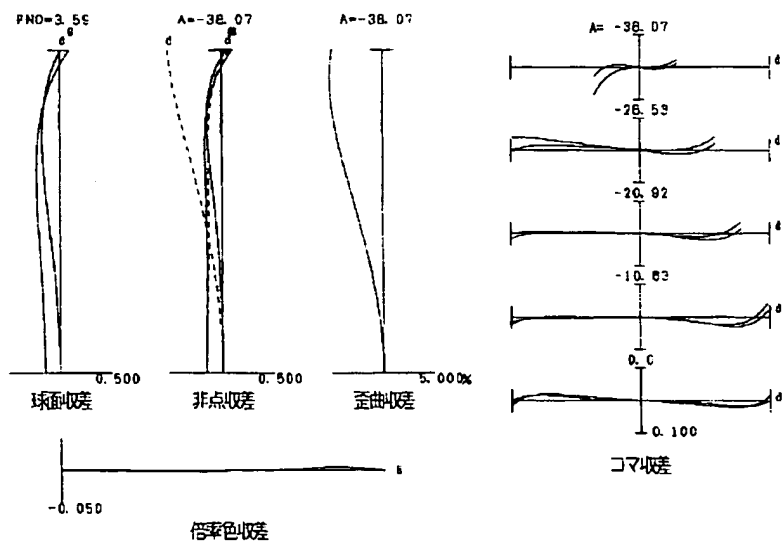 FNO=3.59
A=-38.07
A=-38.07
d g
d
d
g
0.500
0.500
5.000%
球面収差
非点収差
歪曲収差
-0.050
倍率色収差
A= -38.07
d
-28.53
d
-20.92
d
-10.63
d
0.0
d
0.100
コマ収差